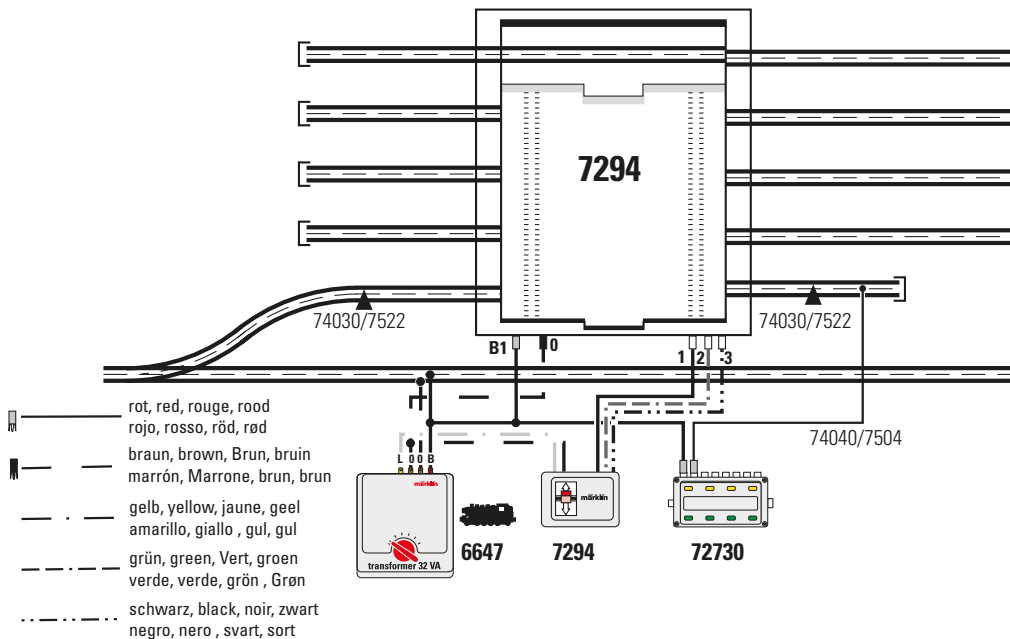 7294
74030/7522
74030/7522
B1
0
1
2
3
74040/7504
rot, red, rouge, rood
rojo, rosso, röd, rød
braun, brown, Brun, bruin
marrón, Marrone, brun, brun
gelb, yellow, jaune, geel
amarillo, giallo , gul, gul
grün, green, Vert, groen
verde, verde, grön , Grøn
schwarz, black, noir, zwart
negro, nero , svart, sort
L 0 0 B
märklin
transformer 32 VA
6647
märklin
7294
72730